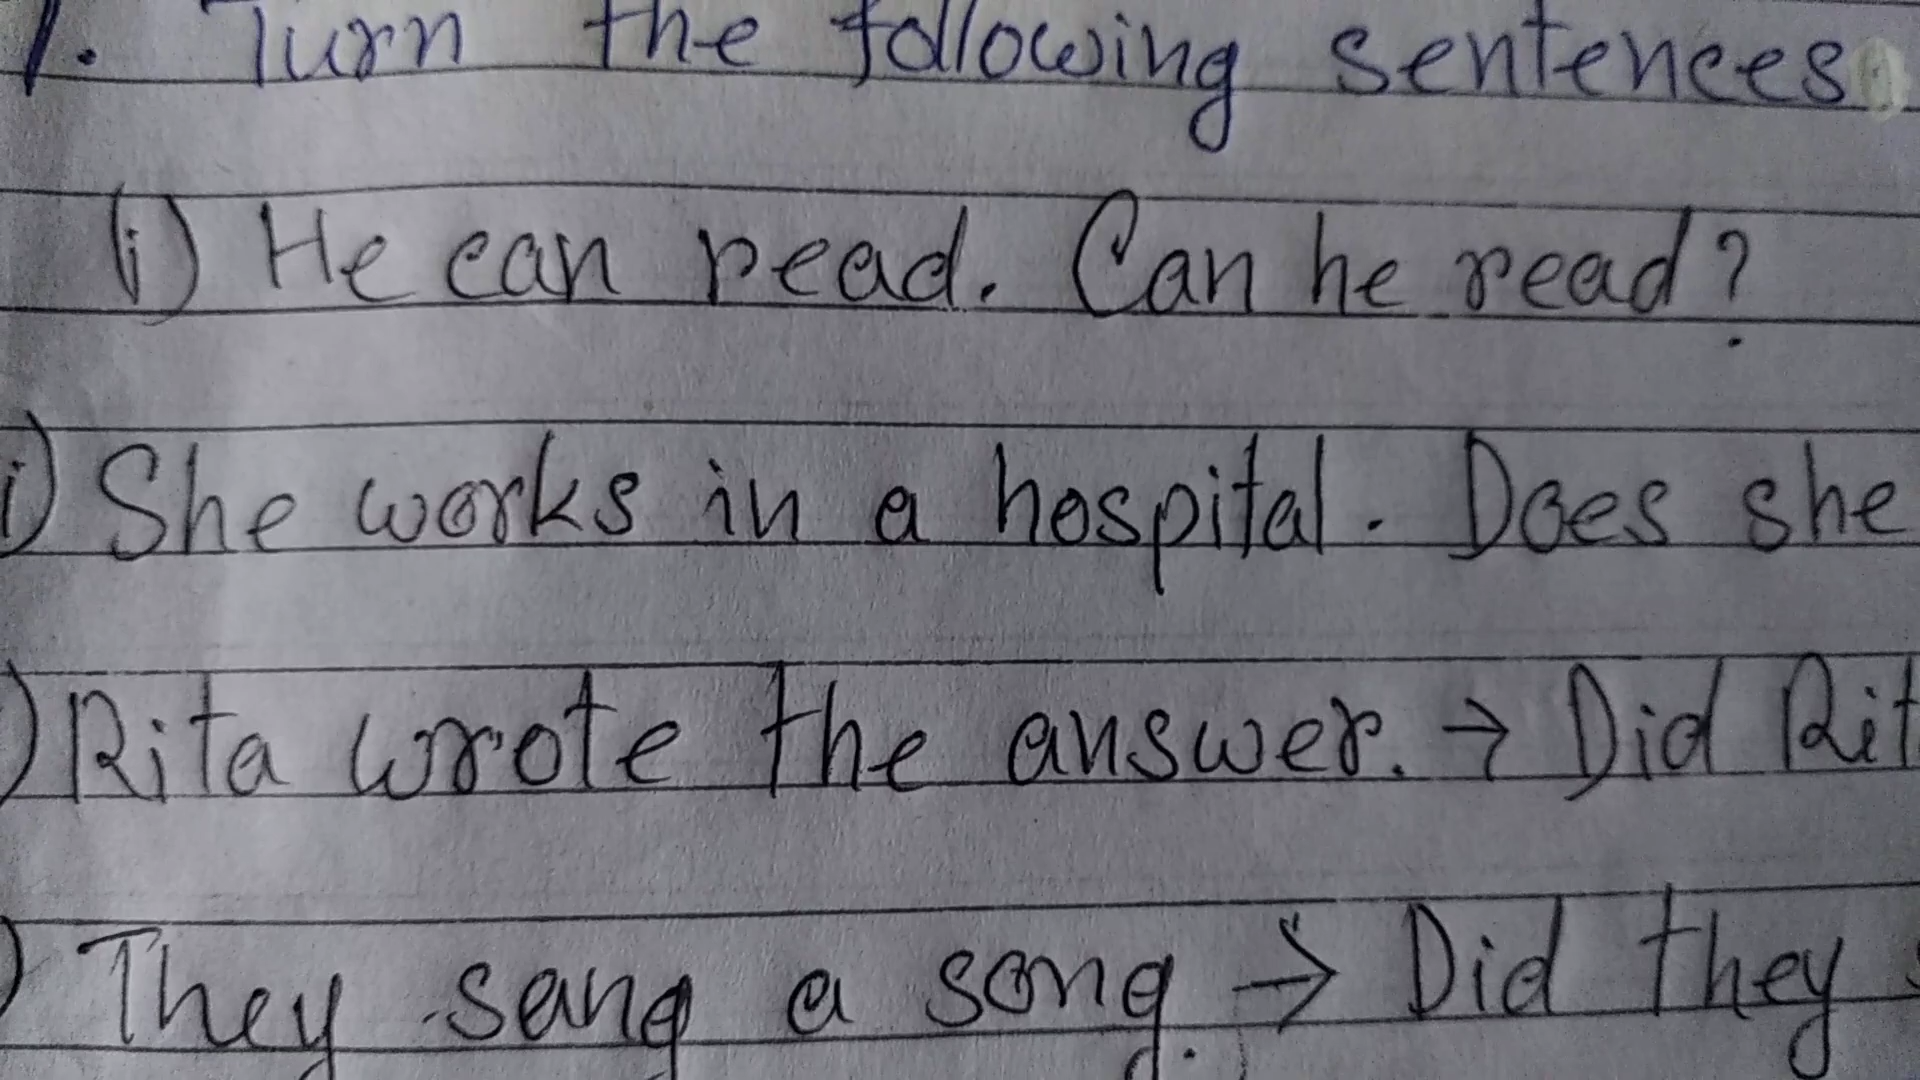 1. Turn the following sentences
(i) He can read. Can he read?
i) She works in a hospital. Does she
) Rita wrote the answer. → Did Rit
) They sang a song. → Did they